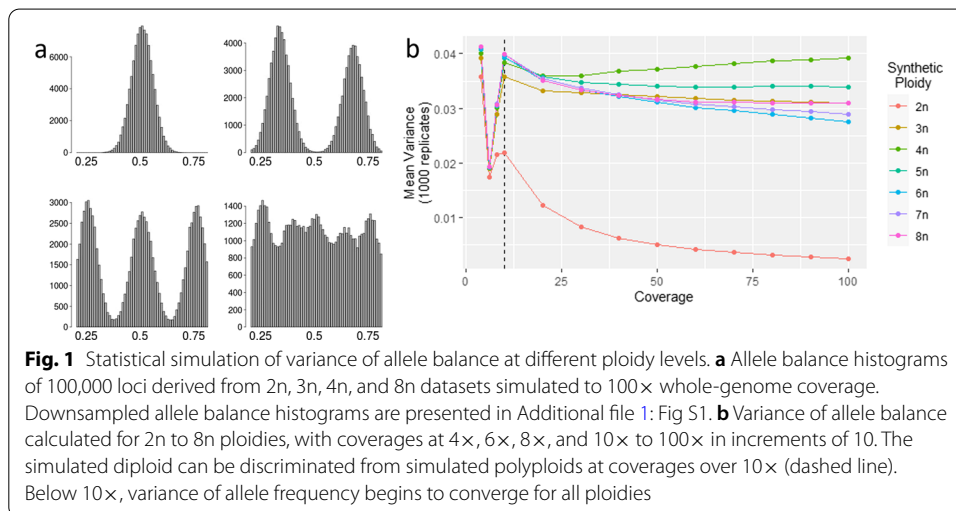 a
6000
5000
4000
3000
2000
1000
0
0.25 0.5 0.75
4000
3000
2000
1000
0
0.25 0.5 0.75
3000
2500
2000
1500
1000
500
0
0.25 0.5 0.75
1400
1200
1000
800
600
400
200
0
0.25 0.5 0.75
b
Mean Variance
(1000 replicates)
0.04
0.03
0.02
0.01
0 25 50 75 100
Coverage
Synthetic
Ploidy
2n
3n
4n
5n
6n
7n
8n
Fig. 1 Statistical simulation of variance of allele balance at different ploidy levels. a Allele balance histograms
of 100,000 loci derived from 2n, 3n, 4n, and 8n datasets simulated to 100× whole-genome coverage.
Downsampled allele balance histograms are presented in Additional file 1: Fig S1. b Variance of allele balance
calculated for 2n to 8n ploidies, with coverages at 4×, 6×, 8×, and 10× to 100× in increments of 10. The
simulated diploid can be discriminated from simulated polyploids at coverages over 10× (dashed line).
Below 10×, variance of allele frequency begins to converge for all ploidies